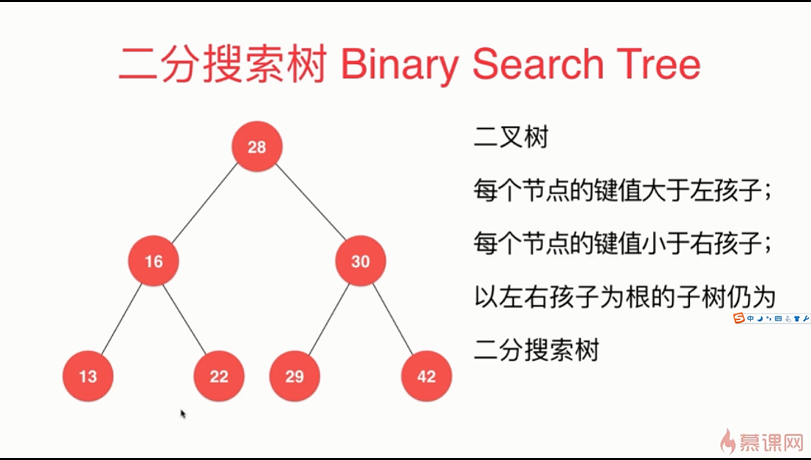 二分搜索树 Binary Search Tree
28
二叉树
每个节点的键值大于左孩子;
每个节点的键值小于右孩子;
16
30
以左右孩子为根的子树仍为
中
二分搜索树
13
22
29
42
慕课网